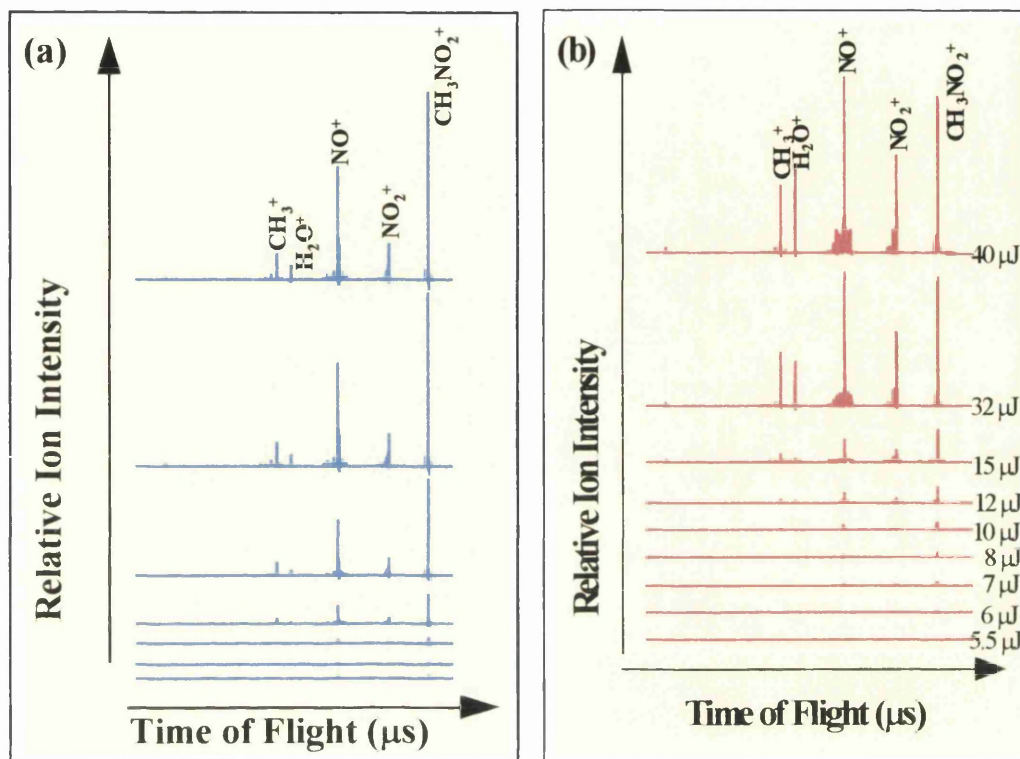 (a)
CH₃⁺
H₂O⁺
NO⁺
NO₂⁺
CH₃NO₂⁺
Relative Ion Intensity
Time of Flight (μs)
(b)
CH₃⁺
H₂O⁺
NO⁺
NO₂⁺
CH₃NO₂⁺
40 μJ
32 μJ
15 μJ
12 μJ
10 μJ
8 μJ
7 μJ
6 μJ
5.5 μJ
Relative Ion Intensity
Time of Flight (μs)